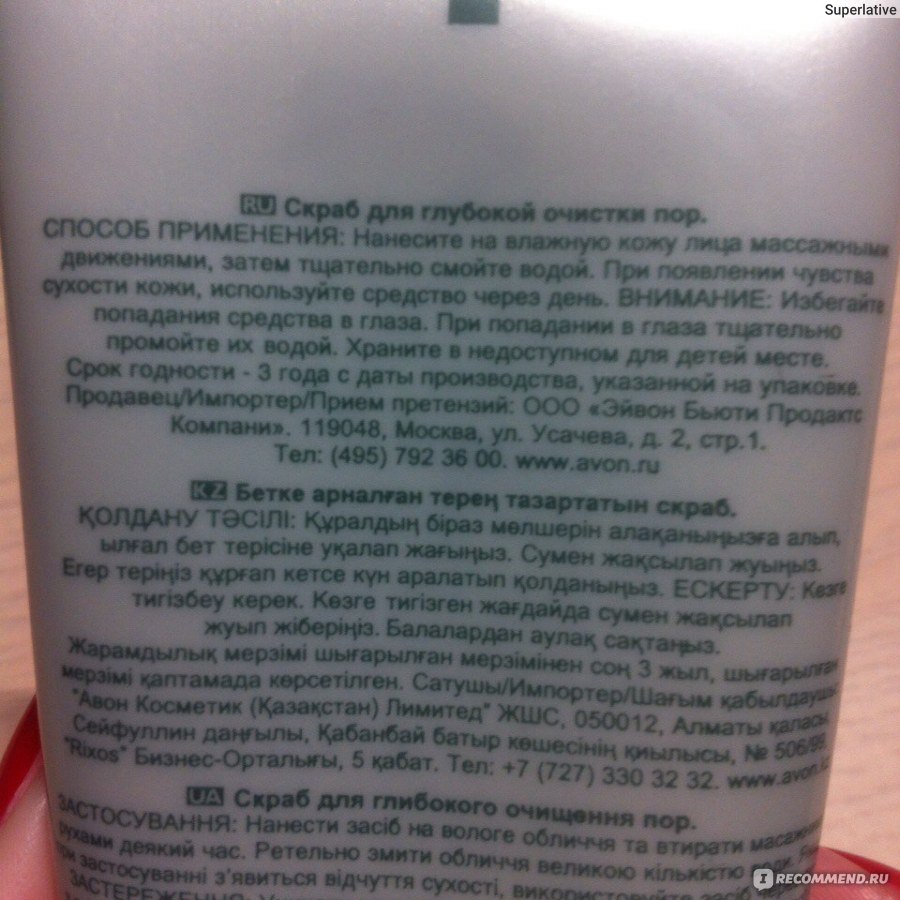 Superlative
RU Скраб для глубокой очистки пор.
СПОСОБ ПРИМЕНЕНИЯ: Нанесите на влажную кожу лица массажными
движениями, затем тщательно смойте водой. При появлении чувства
сухости кожи, используйте средство через день. ВНИМАНИЕ: Избегайте
попадания средства в глаза. При попадании в глаза тщательно
промойте их водой. Храните в недоступном для детей месте.
Срок годности - 3 года с даты производства, указанной на упаковке.
Продавец/Импортер/Прием претензий: ООО «Эйвон Бьюти Продактс
Компани». 119048, Москва, ул. Усачева, д. 2, стр.1.
Тел: (495) 792 36 00. www.avon.ru
KZ Бетке арналған терең тазартатын скраб.
ҚОЛДАНУ ТӘСІЛІ: Құралдың біраз мөлшерін алақаныңызға алып,
ылғал бет терісіне уқалап жағыңыз. Сумен жақсылап жуыңыз.
Егер теріңіз құрғап кетсе күн аралатып қолданыңыз. ЕСКЕРТУ: Көзге
тигізбеу керек. Көзге тигізген жағдайда сумен жақсылап
жуып жіберіңіз. Балалардан аулақ сақтаңыз.
Жарамдылық мерзімі шығарылған мерзімінен соң 3 жыл, шығарылған
мерзімі қаптамада көрсетілген. Сатушы/Импортер/Шағым қабылдаушы:
"Авон Косметик (Қазақстан) Лимитед" ЖШС, 050012, Алматы қаласы,
Сейфуллин даңғылы, Қабанбай батыр көшесінің қиылысы, № 506/99,
"Rixos" Бизнес-Орталығы, 5 қабат. Тел: +7 (727) 330 32 32. www.avon.kz
UA Скраб для глибокого очищення пор.
ЗАСТОСУВАННЯ: Нанести засіб на вологе обличчя та втирати масажними
рухами деякий час. Ретельно змити обличчя великою кількістю води.
при застосуванні з'явиться відчуття сухості, використовуйте засіб
ЗАСТЕРЕЖЕННЯ:
IRECOMMEND.RU